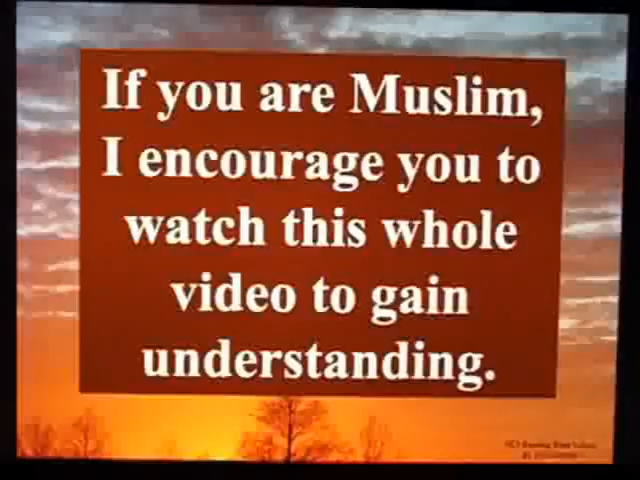 If you are Muslim,
I encourage you to
watch this whole
video to gain
understanding.